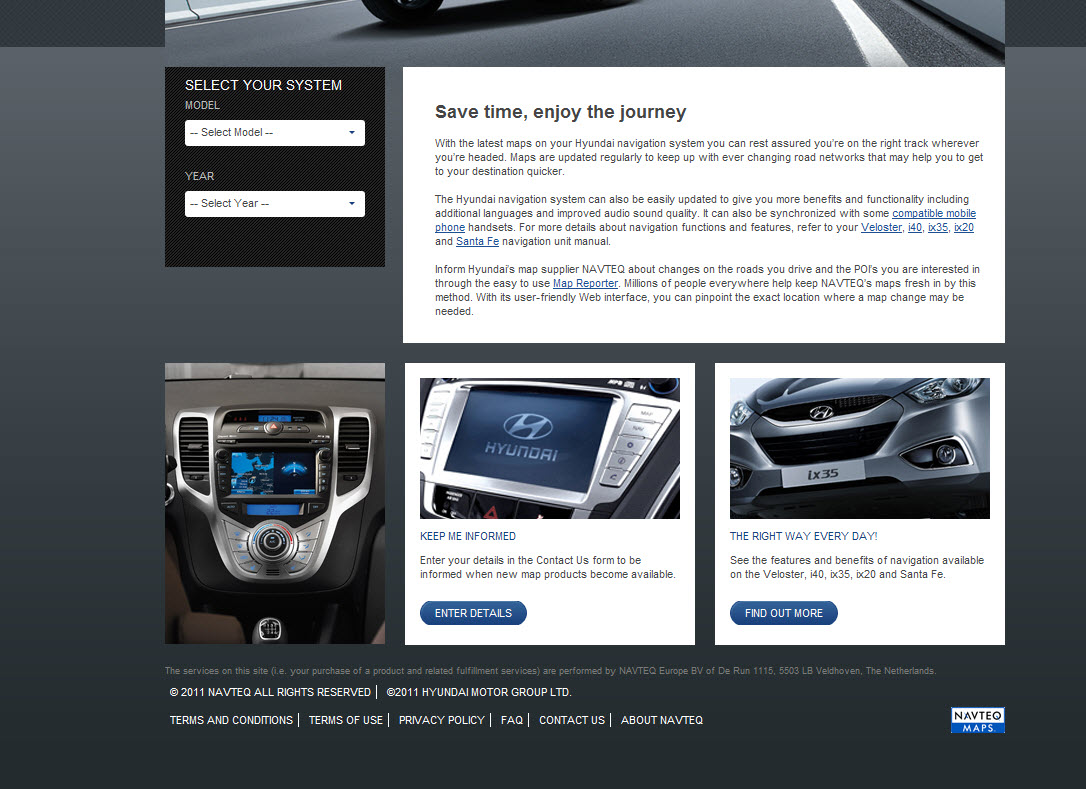 SELECT YOUR SYSTEM
MODEL
-- Select Model --
YEAR
-- Select Year --
Save time, enjoy the journey
With the latest maps on your Hyundai navigation system you can rest assured you're on the right track wherever
you're headed. Maps are updated regularly to keep up with ever changing road networks that may help you to get
to your destination quicker.
The Hyundai navigation system can also be easily updated to give you more benefits and functionality including
additional languages and improved audio sound quality. It can also be synchronized with some compatible mobile
phone handsets. For more details about navigation functions and features, refer to your Veloster, i40, ix35, ix20
and Santa Fe navigation unit manual.
Inform Hyundai's map supplier NAVTEQ about changes on the roads you drive and the POI's you are interested in
through the easy to use Map Reporter. Millions of people everywhere help keep NAVTEQ's maps fresh in by this
method. With its user-friendly Web interface, you can pinpoint the exact location where a map change may be
needed.
HYUNDAI
ix35
KEEP ME INFORMED
Enter your details in the Contact Us form to be
informed when new map products become available.
ENTER DETAILS
THE RIGHT WAY EVERY DAY!
See the features and benefits of navigation available
on the Veloster, i40, ix35, ix20 and Santa Fe.
FIND OUT MORE
The services on this site (i.e. your purchase of a product and related fulfillment services) are performed by NAVTEQ Europe BV of De Run 1115, 5503 LB Veldhoven, The Netherlands.
© 2011 NAVTEQ ALL RIGHTS RESERVED | ©2011 HYUNDAI MOTOR GROUP LTD.
TERMS AND CONDITIONS | TERMS OF USE | PRIVACY POLICY | FAQ | CONTACT US | ABOUT NAVTEQ
NAVTEQ
MAPS